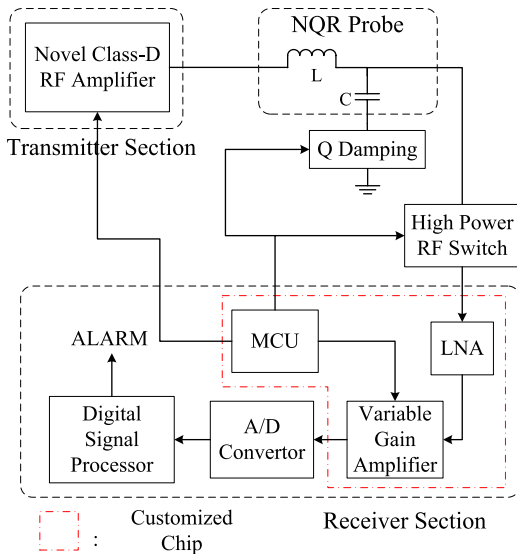 NQR Probe
Novel Class-D
RF Amplifier
L
C
Transmitter Section
Q Damping
High Power
RF Switch
ALARM
MCU
LNA
Digital
Signal
Processor
A/D
Convertor
Variable
Gain
Amplifier
: Customized
Chip
Receiver Section